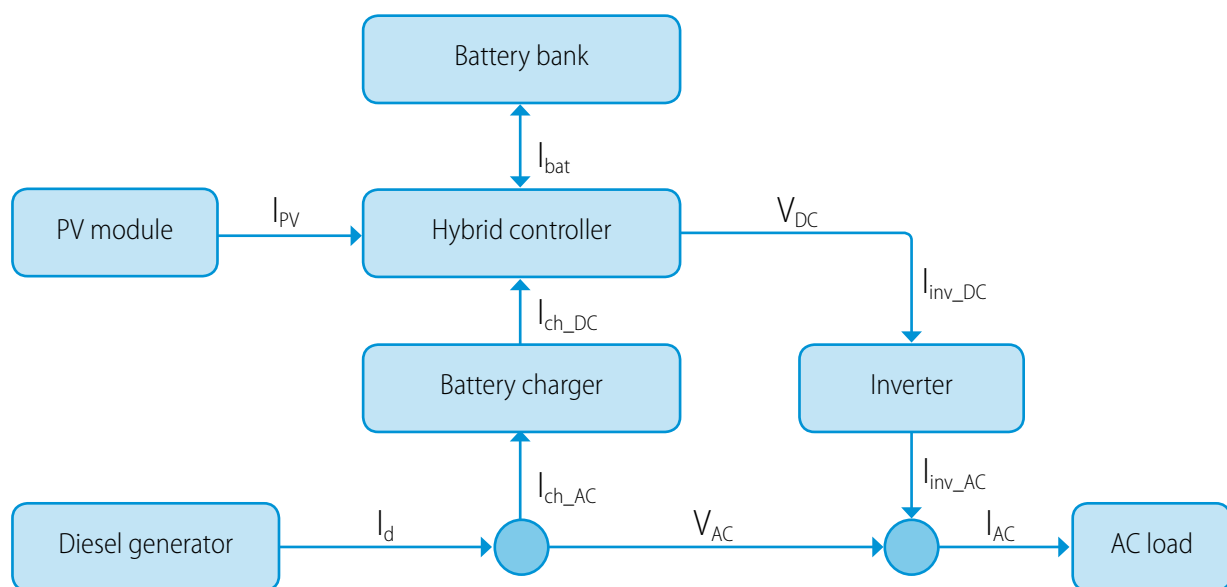 Battery bank
I_bat
PV module
I_PV
Hybrid controller
V_DC
I_inv_DC
I_ch_DC
Battery charger
Inverter
I_ch_AC
I_inv_AC
Diesel generator
I_d
V_AC
I_AC
AC load